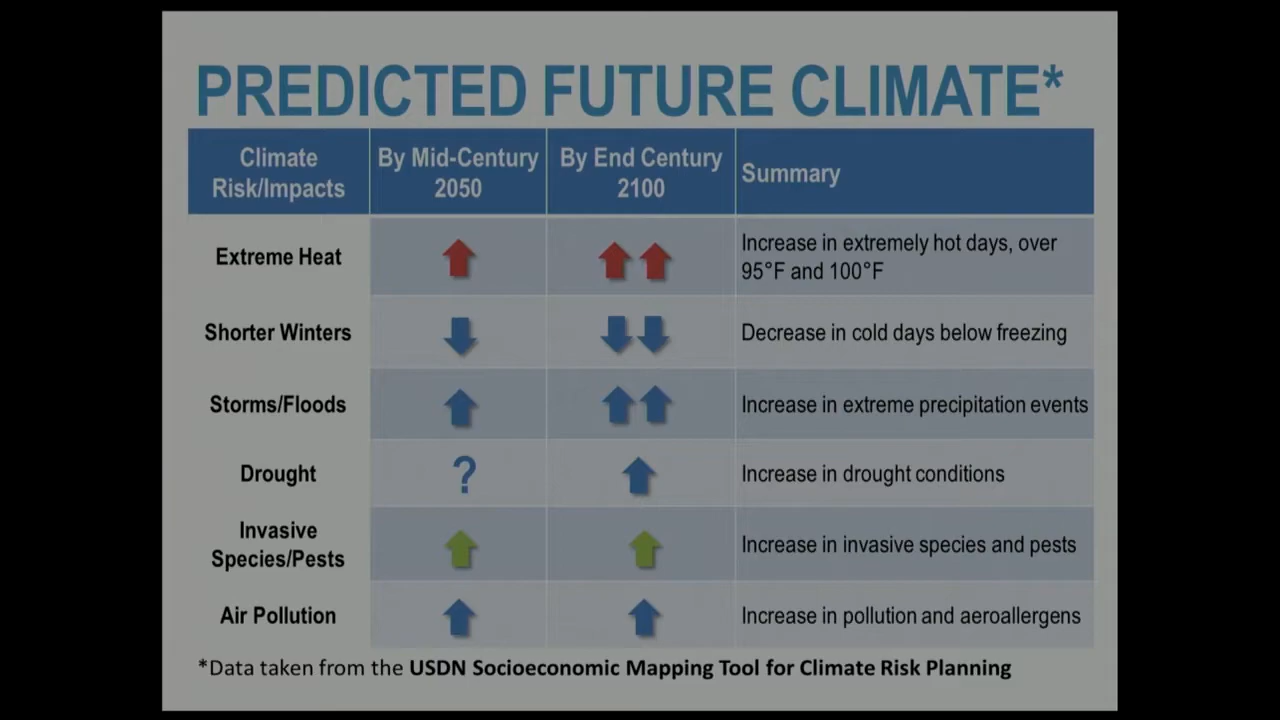 PREDICTED FUTURE CLIMATE*
Climate
Risk/Impacts
By Mid-Century
2050
By End Century
2100
Summary
Extreme Heat
Increase in extremely hot days, over
95°F and 100°F
Shorter Winters
Decrease in cold days below freezing
Storms/Floods
Increase in extreme precipitation events
Drought
?
Increase in drought conditions
Invasive
Species/Pests
Increase in invasive species and pests
Air Pollution
Increase in pollution and aeroallergens
*Data taken from the USDN Socioeconomic Mapping Tool for Climate Risk Planning